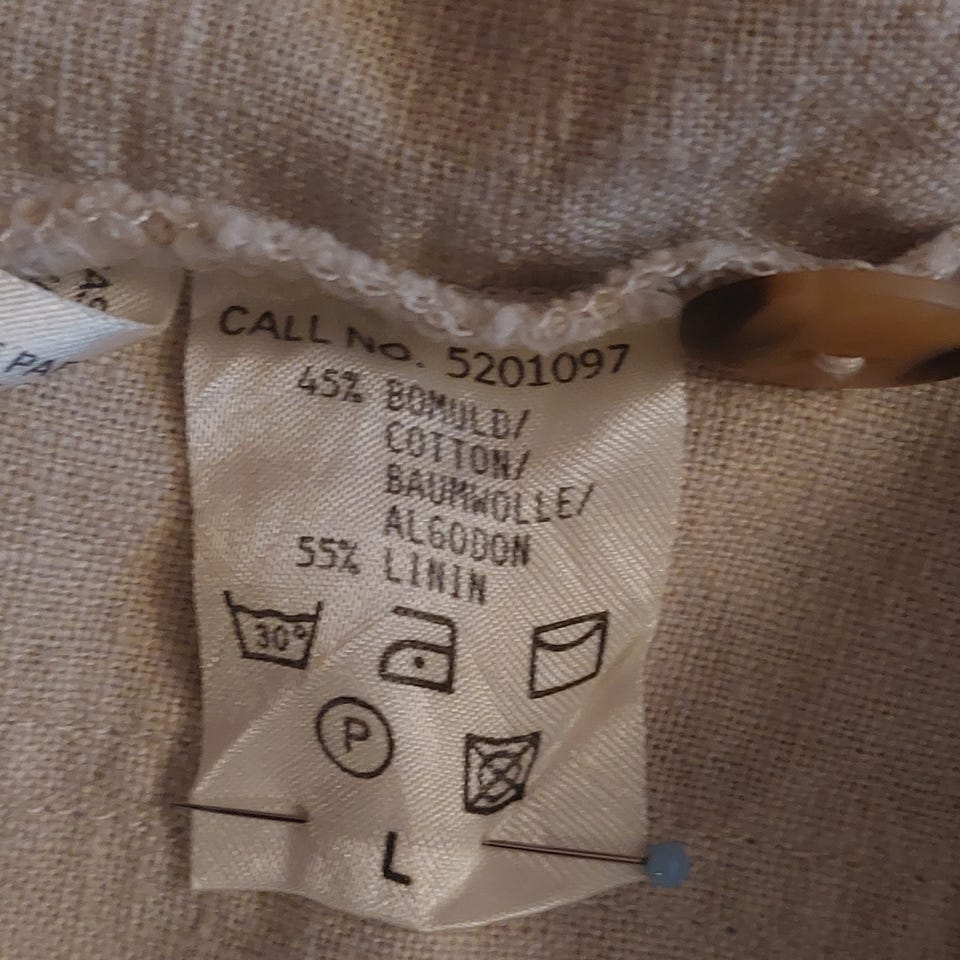 CALL No. 5201097
45% BOMULD/
COTTON/
BAUMWOLLE/
ALGODON
55% LININ
30°
P
L